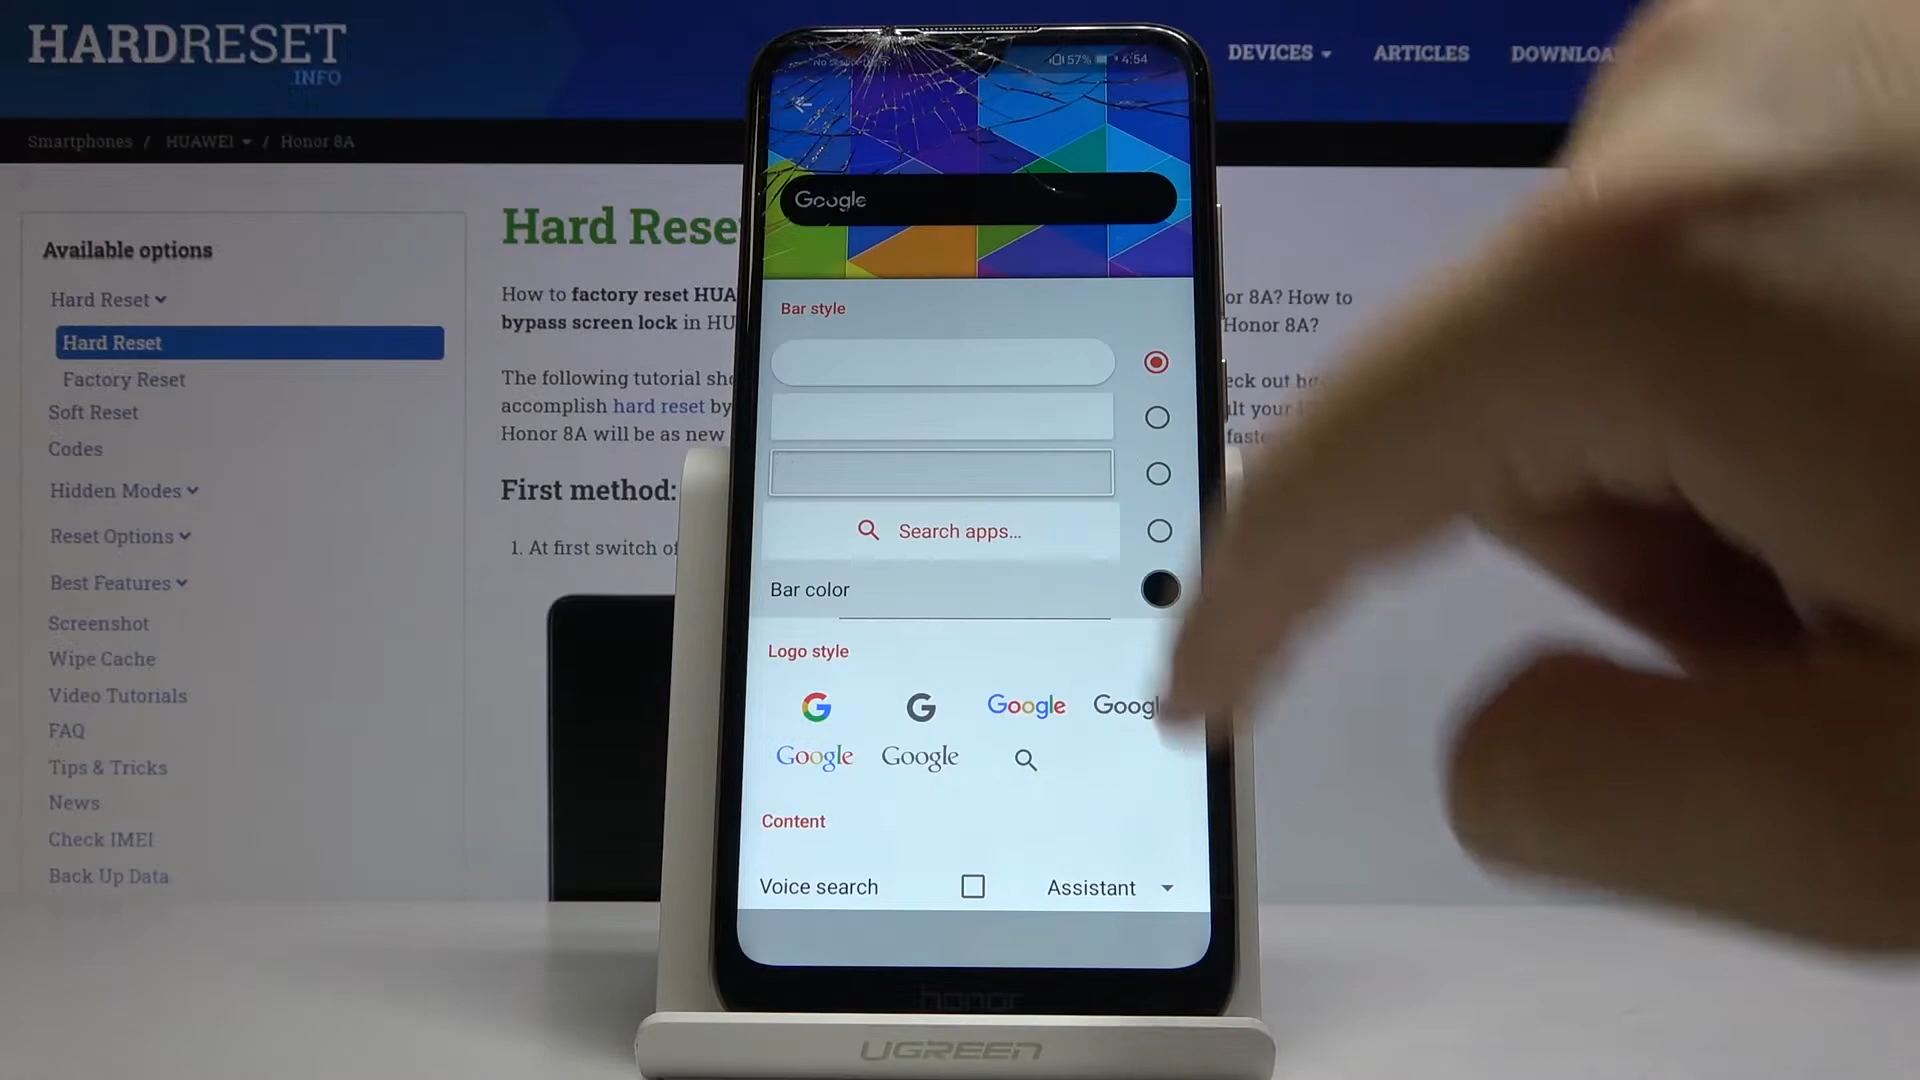 HARDRESET
.INFO
DEVICES
ARTICLES
Smartphones / HUAWEI / Honor 8A
Available options
Hard Reset
Hard Reset
Factory Reset
Soft Reset
Codes
Hidden Modes
Reset Options
Best Features
Screenshot
Wipe Cache
Video Tutorials
FAQ
Tips & Tricks
News
Check IMEI
Back Up Data
Hard Rese
How to factory reset HUA
or 8A? How to
bypass screen lock in HU
Honor 8A?
The following tutorial
eck out
accomplish hard reset by
ult your
Honor 8A will be as new
First method:
1. At first switch of
57% 4:54
Google
Bar style
Search apps...
Bar color
Logo style
G G Google Googl
Google Google
Content
Voice search
Assistant
honor
UGREEN